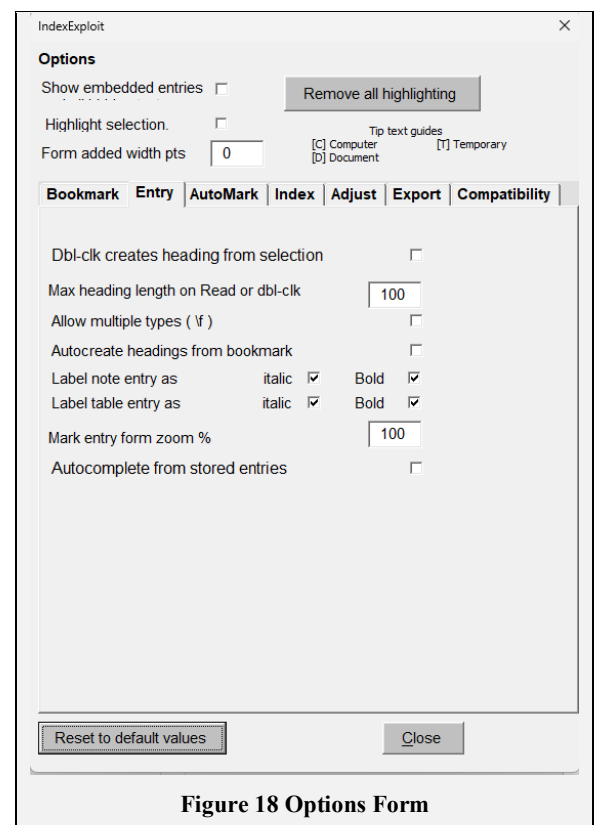 IndexExploit
Options
Show embedded entries
Remove all highlighting
Highlight selection.
Tip text guides
[C] Computer [T] Temporary
Form added width pts 0
[D] Document
Bookmark Entry AutoMark Index Adjust Export Compatibility
Dbl-clk creates heading from selection
Max heading length on Read or dbl-clk 100
Allow multiple types ( \f )
Autocreate headings from bookmark
Label note entry as italic Bold
Label table entry as italic Bold
Mark entry form zoom % 100
Autocomplete from stored entries
Reset to default values Close
Figure 18 Options Form